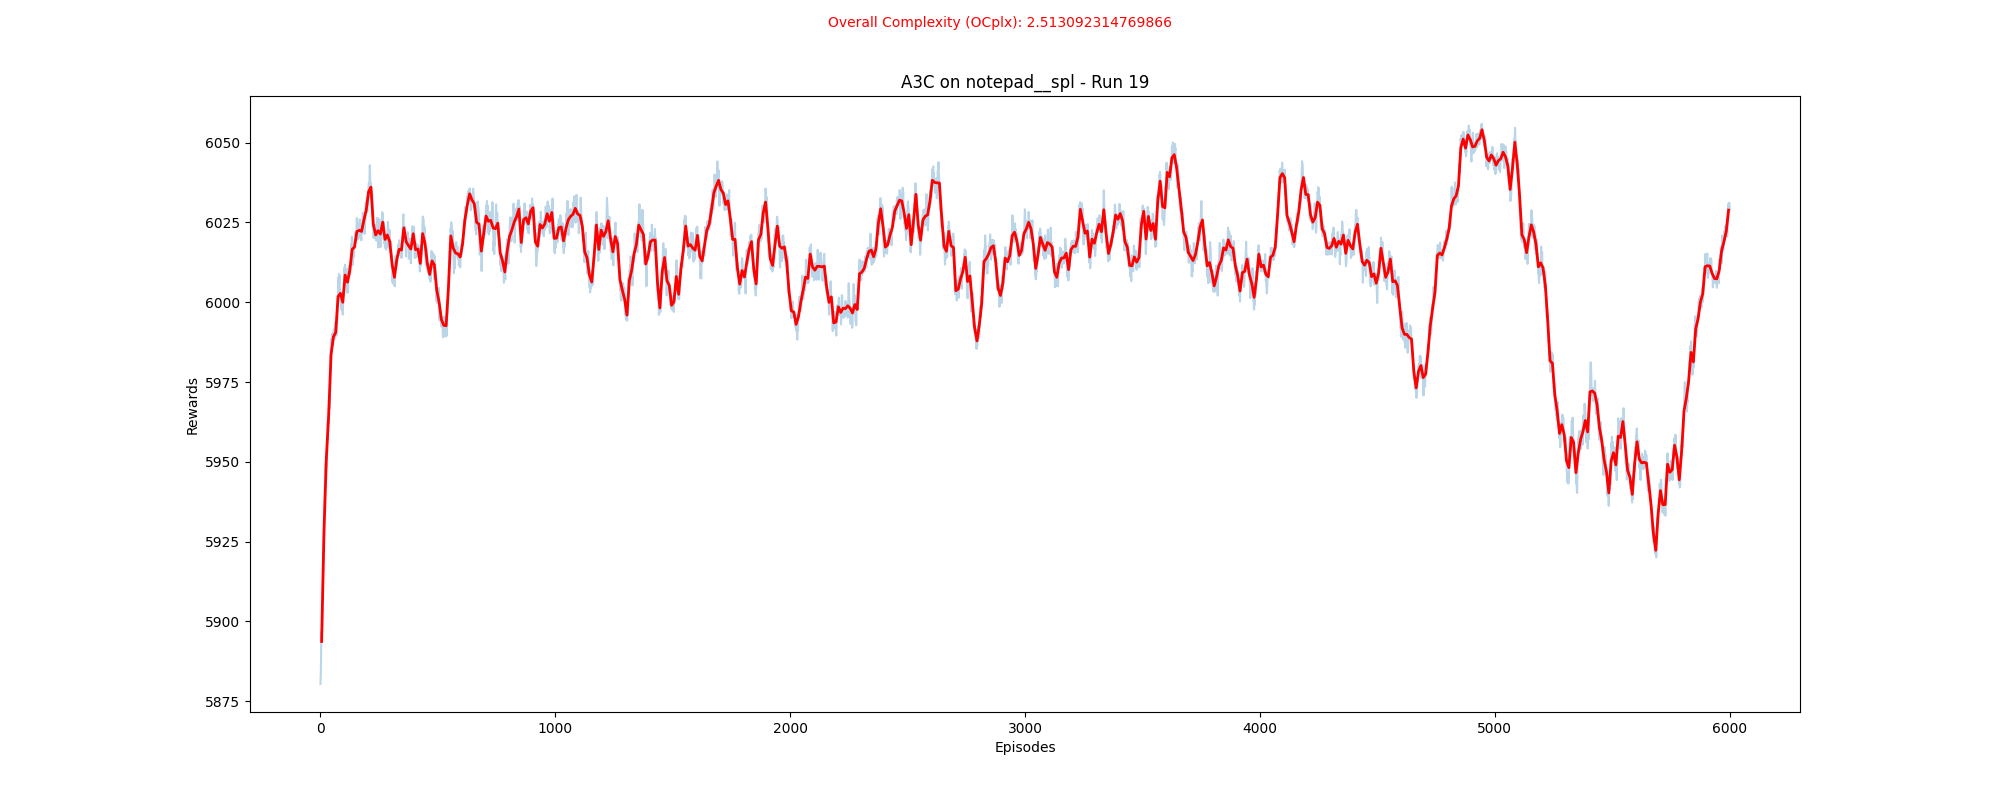 Overall Complexity (OCplx): 2.513092314769866
A3C on notepad__spl - Run 19
Rewards
6050
6025
6000
5975
5950
5925
5900
5875
0 1000 2000 3000 4000 5000 6000
Episodes